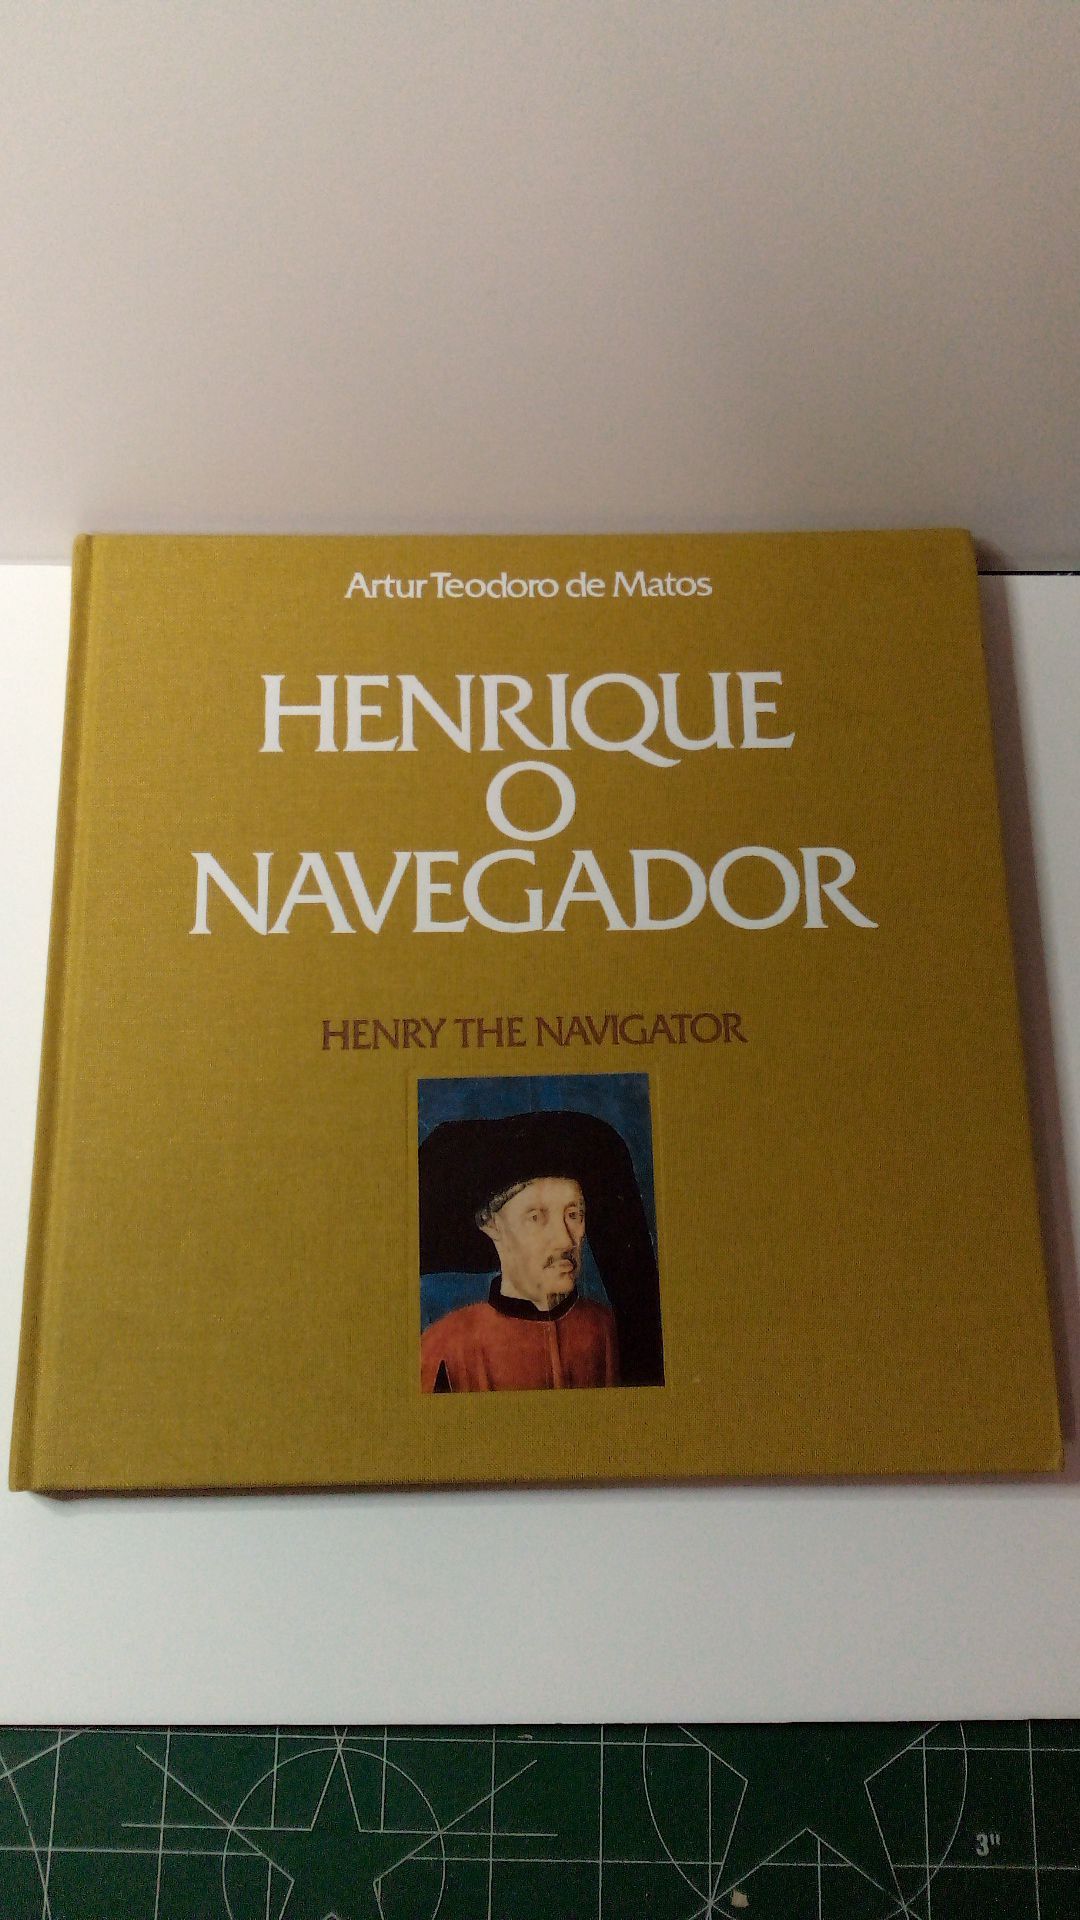 Artur Teodoro de Matos
HENRIQUE
O
NAVEGADOR
HENRY THE NAVIGATOR
3"